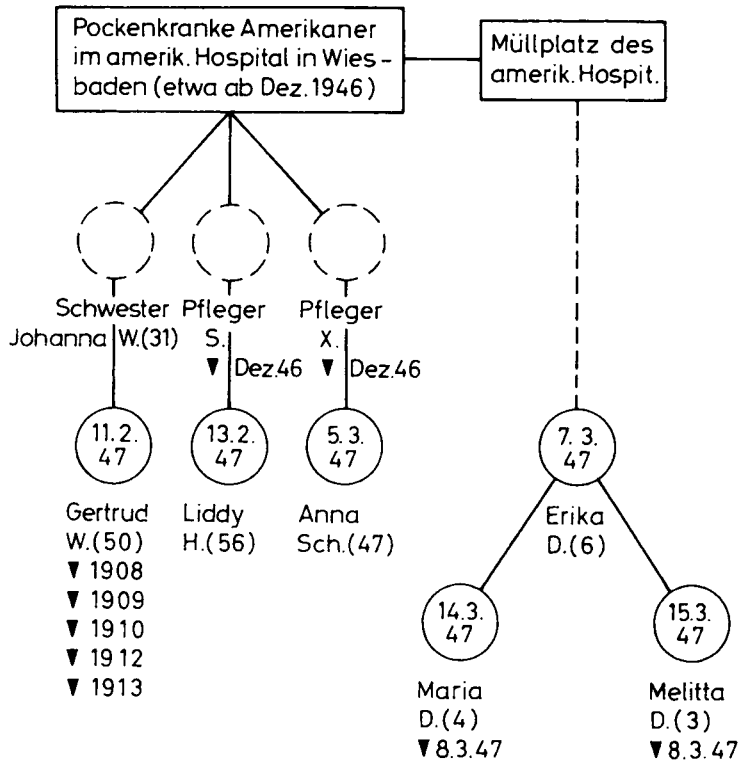 Pockenkranke Amerikaner
im amerik. Hospital in Wies-
baden (etwa ab Dez. 1946)
Müllplatz des
amerik. Hospit.
Schwester
Johanna W.(31)
Pfleger
S.
▼ Dez.46
Pfleger
X.
▼ Dez.46
11.2.
47
Gertrud
W.(50)
▼ 1908
▼ 1909
▼ 1910
▼ 1912
▼ 1913
13.2.
47
Liddy
H.(56)
5.3.
47
Anna
Sch.(47)
7.3.
47
Erika
D.(6)
14.3.
47
Maria
D.(4)
▼ 8.3.47
15.3.
47
Melitta
D.(3)
▼ 8.3.47